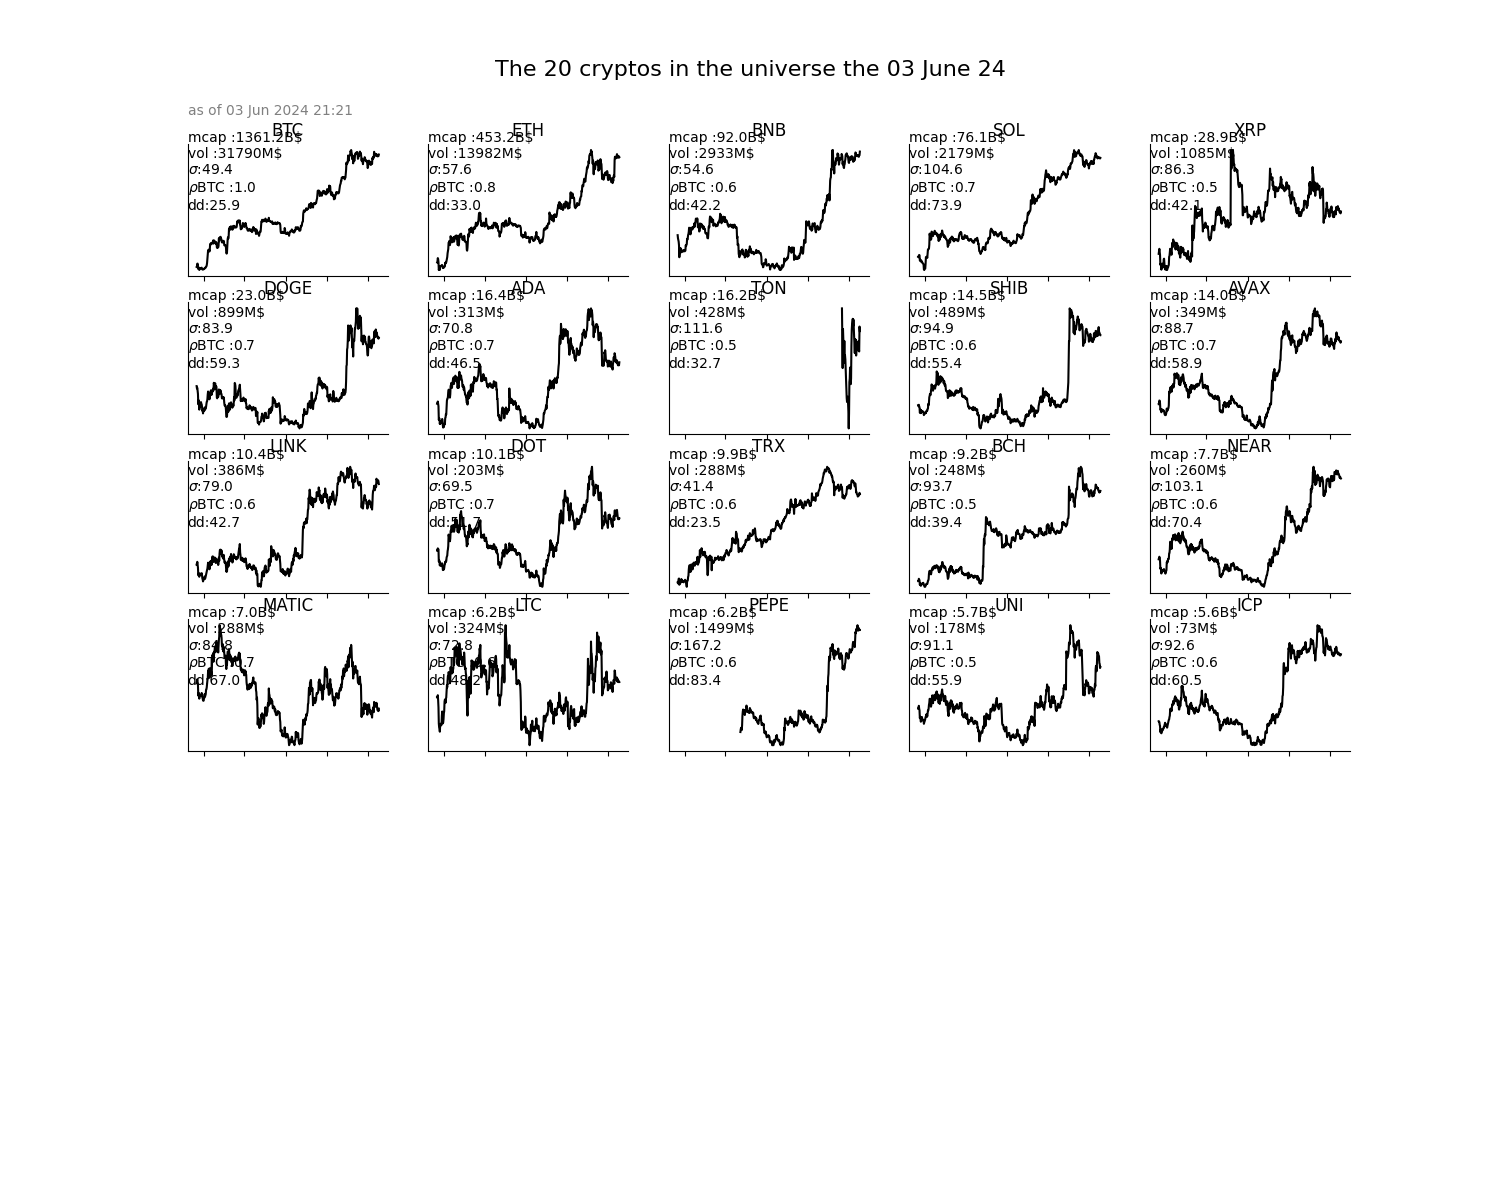 The 20 cryptos in the universe the 03 June 24
as of 03 Jun 2024 21:21
BTC
mcap :1361.2B$
vol :31790M$
σ:49.4
ρBTC :1.0
dd:25.9
ETH
mcap :453.2B$
vol :13982M$
σ:57.6
ρBTC :0.8
dd:33.0
BNB
mcap :92.0B$
vol :2933M$
σ:54.6
ρBTC :0.6
dd:42.2
SOL
mcap :76.1B$
vol :2179M$
σ:104.6
ρBTC :0.7
dd:73.9
XRP
mcap :28.9B$
vol :1085M$
σ:86.3
ρBTC :0.5
dd:42.1
DOGE
mcap :23.0B$
vol :899M$
σ:83.9
ρBTC :0.7
dd:59.3
ADA
mcap :16.4B$
vol :313M$
σ:70.8
ρBTC :0.7
dd:46.5
TON
mcap :16.2B$
vol :428M$
σ:111.6
ρBTC :0.5
dd:32.7
SHIB
mcap :14.5B$
vol :489M$
σ:94.9
ρBTC :0.6
dd:55.4
AVAX
mcap :14.0B$
vol :349M$
σ:88.7
ρBTC :0.7
dd:58.9
LINK
mcap :10.4B$
vol :386M$
σ:79.0
ρBTC :0.6
dd:42.7
DOT
mcap :10.1B$
vol :203M$
σ:69.5
ρBTC :0.7
TRX
mcap :9.9B$
vol :288M$
σ:41.4
ρBTC :0.6
dd:23.5
BCH
mcap :9.2B$
vol :248M$
σ:93.7
ρBTC :0.5
dd:39.4
NEAR
mcap :7.7B$
vol :260M$
σ:103.1
ρBTC :0.6
dd:70.4
MATIC
mcap :7.0B$
vol :288M$
σ:84.8
ρBTC :0.7
dd:67.0
LTC
mcap :6.2B$
vol :324M$
σ:72.8
dd:48.2
PEPE
mcap :6.2B$
vol :1499M$
σ:167.2
ρBTC :0.6
dd:83.4
UNI
mcap :5.7B$
vol :178M$
σ:91.1
ρBTC :0.5
dd:55.9
ICP
mcap :5.6B$
vol :73M$
σ:92.6
ρBTC :0.6
dd:60.5